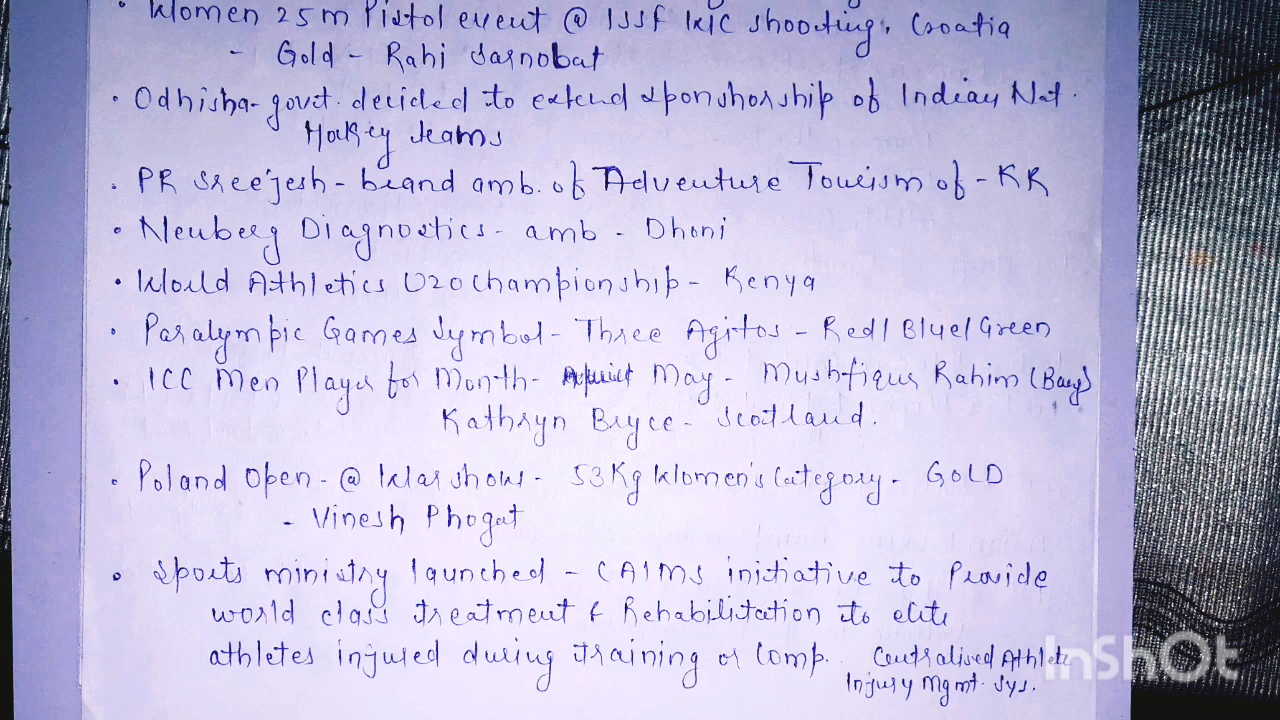 • Women 25m Pistol event @ ISSF WC shooting, Croatia
- Gold - Rahi Sarnobat
• Odhisha-govt. decided to extend sponshorship of Indian Nat.
Hockey teams
• PR Sreejesh - brand amb. of Adventure Tourism of - KR
• Neuberg Diagnostics - amb - Dhoni
• World Athletics U20 Championship - Kenya
• Paralympic Games Symbol - Three Agitos - Red/Blue/Green
• ICC Men Player for Month - May - Mushfiqur Rahim (Bang)
Kathryn Bryce - Scotland.
• Poland Open - @ Warshow - 53Kg Women's Category - GOLD
- Vinesh Phogat
• Sports ministry launched - CAIMS initiative to Provide
world class treatment & Rehabilitation to elite
athletes injured during training or Comp.. Centralised Athlete
Injury Mgmt. Sys.
InShOt